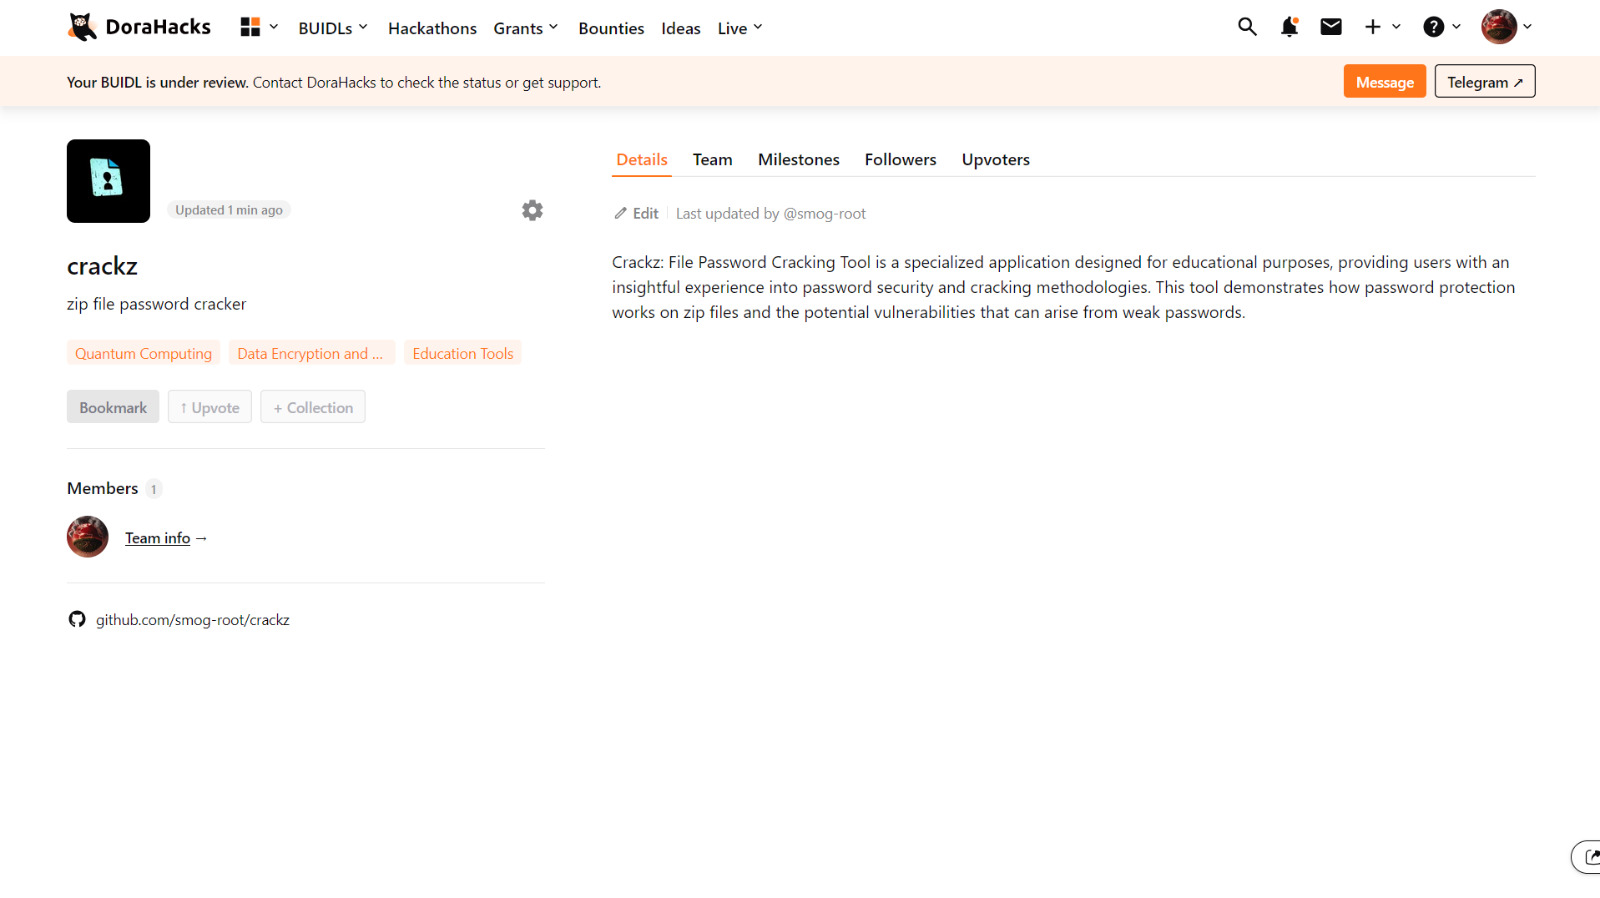 DoraHacks
BUIDLs
Hackathons
Grants
Bounties
Ideas
Live
Your BUIDL is under review. Contact DoraHacks to check the status or get support.
Message
Telegram ↗
Updated 1 min ago
crackz
zip file password cracker
Quantum Computing
Data Encryption and ...
Education Tools
Bookmark
↑ Upvote
+ Collection
Members 1
Team info →
github.com/smog-root/crackz
Details
Team
Milestones
Followers
Upvoters
Edit
Last updated by @smog-root
Crackz: File Password Cracking Tool is a specialized application designed for educational purposes, providing users with an
insightful experience into password security and cracking methodologies. This tool demonstrates how password protection
works on zip files and the potential vulnerabilities that can arise from weak passwords.